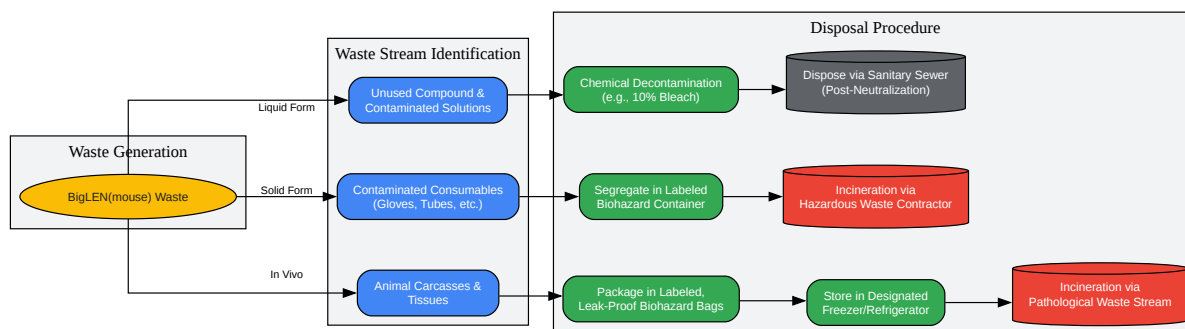 Disposal Procedure
Waste Stream Identification
Waste Generation
Unused Compound &
Contaminated Solutions
Chemical Decontamination
(e.g., 10% Bleach)
Dispose via Sanitary Sewer
(Post-Neutralization)
Liquid Form
BigLEN(mouse) Waste
Solid Form
Contaminated Consumables
(Gloves, Tubes, etc.)
Segregate in Labeled
Biohazard Container
Incineration via
Hazardous Waste Contractor
In Vivo
Animal Carcasses &
Tissues
Package in Labeled,
Leak-Proof Biohazard Bags
Store in Designated
Freezer/Refrigerator
Incineration via
Pathological Waste Stream